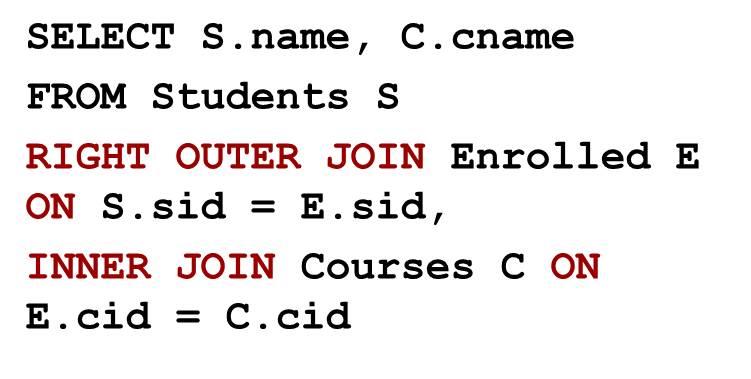 SELECT S.name, C.cname
FROM Students S
RIGHT OUTER JOIN Enrolled E
ON S.sid = E.sid,
INNER JOIN Courses C ON
E.cid = C.cid